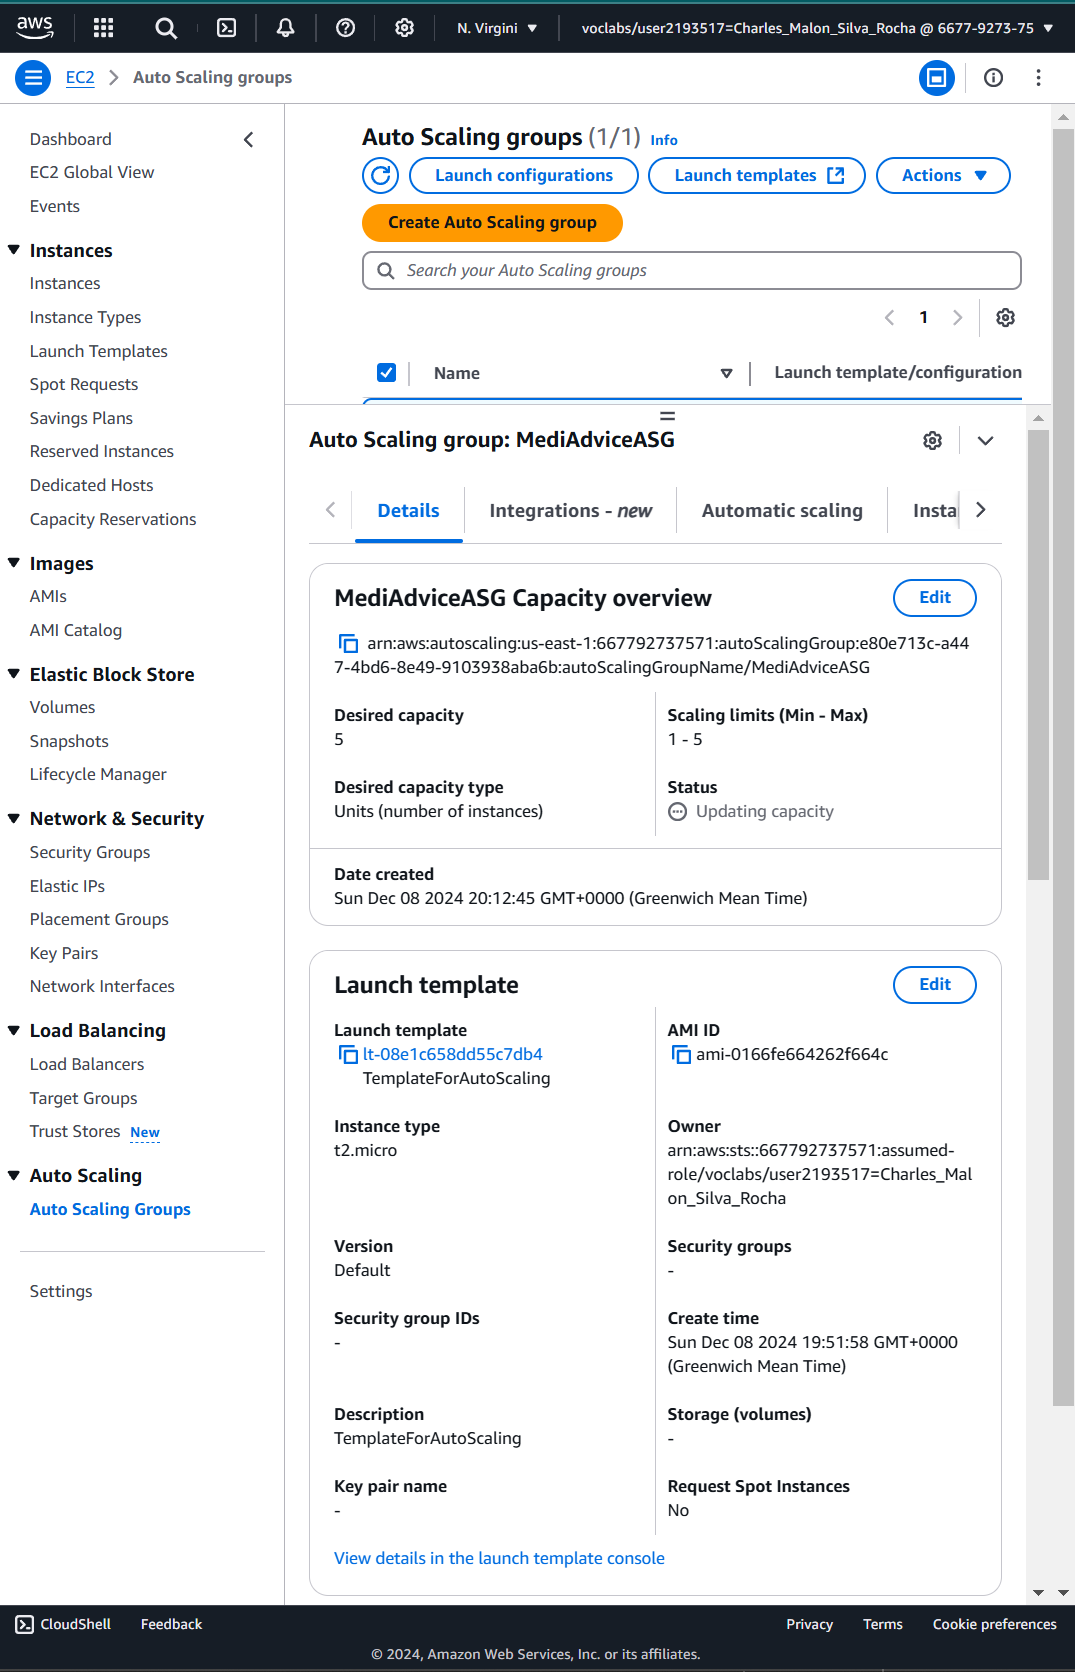 aws
N. Virgini
voclabs/user2193517=Charles_Malon_Silva_Rocha @ 6677-9273-75
EC2
Auto Scaling groups
Dashboard
EC2 Global View
Events
Instances
Instances
Instance Types
Launch Templates
Spot Requests
Savings Plans
Reserved Instances
Dedicated Hosts
Capacity Reservations
Images
AMIs
AMI Catalog
Elastic Block Store
Volumes
Snapshots
Lifecycle Manager
Network & Security
Security Groups
Elastic IPs
Placement Groups
Key Pairs
Network Interfaces
Load Balancing
Load Balancers
Target Groups
Trust Stores New
Auto Scaling
Auto Scaling Groups
Settings
Auto Scaling groups (1/1) Info
Launch configurations
Launch templates
Actions
Create Auto Scaling group
Search your Auto Scaling groups
1
Name
Launch template/configuration
Auto Scaling group: MediAdviceASG
Details
Integrations - new
Automatic scaling
Insta
MediAdviceASG Capacity overview
Edit
arn:aws:autoscaling:us-east-1:667792737571:autoScalingGroup:e80e713c-a44
7-4bd6-8e49-9103938aba6b:autoScalingGroupName/MediAdviceASG
Desired capacity
5
Scaling limits (Min - Max)
1 - 5
Desired capacity type
Units (number of instances)
Status
Updating capacity
Date created
Sun Dec 08 2024 20:12:45 GMT+0000 (Greenwich Mean Time)
Launch template
Edit
Launch template
lt-08e1c658dd55c7db4
TemplateForAutoScaling
AMI ID
ami-0166fe664262f664c
Instance type
t2.micro
Owner
arn:aws:sts::667792737571:assumed-
role/voclabs/user2193517=Charles_Mal
on_Silva_Rocha
Version
Default
Security groups
-
Security group IDs
-
Create time
Sun Dec 08 2024 19:51:58 GMT+0000
(Greenwich Mean Time)
Description
TemplateForAutoScaling
Storage (volumes)
-
Key pair name
-
Request Spot Instances
No
View details in the launch template console
CloudShell
Feedback
Privacy
Terms
Cookie preferences
© 2024, Amazon Web Services, Inc. or its affiliates.